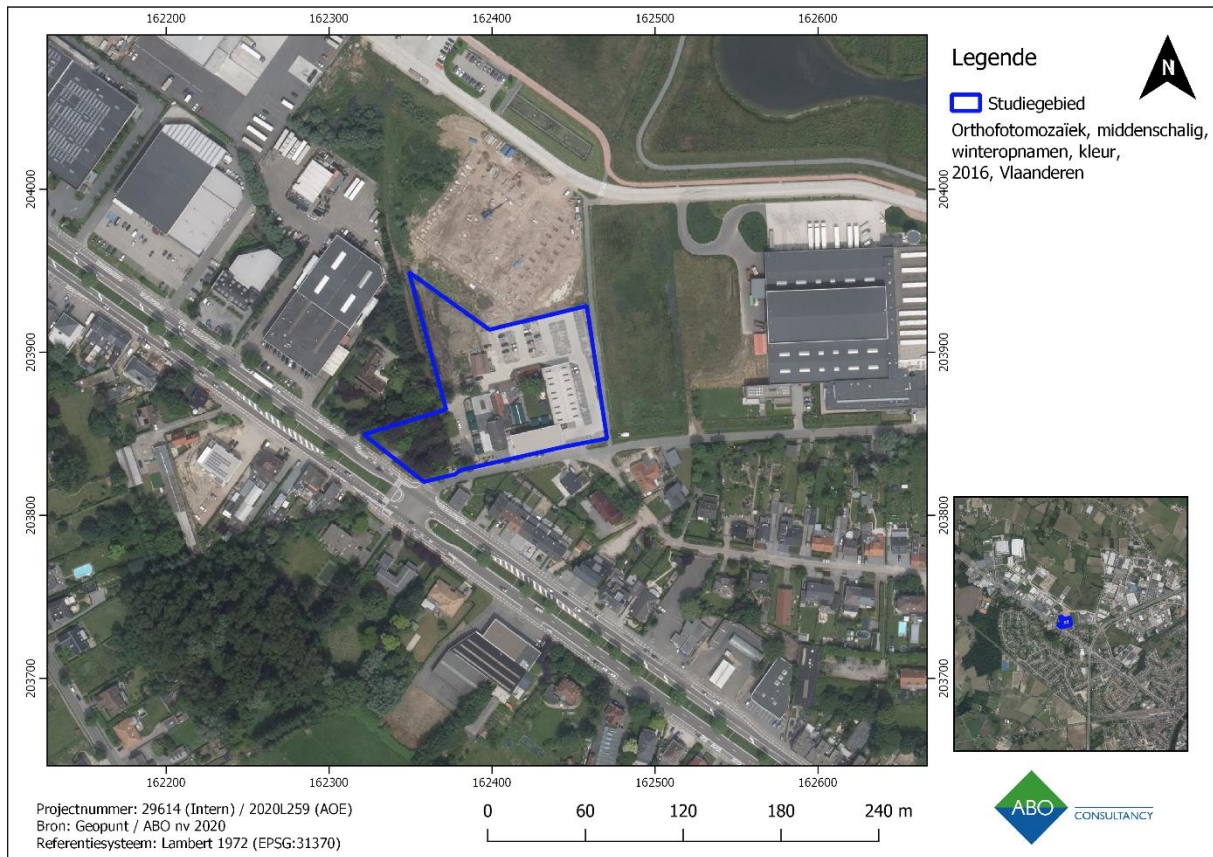 162200 162300 162400 162500 162600
204000 204000
203900 203900
203800 203800
203700 203700
162200 162300 162400 162500 162600
Legende
N
Studiegebied
Orthofotomozaïek, middenschalig,
winteropnamen, kleur,
2016, Vlaanderen
Projectnummer: 29614 (Intern) / 2020L259 (AOE)
Bron: Geopunt / ABO nv 2020
Referentiesysteem: Lambert 1972 (EPSG:31370)
0 60 120 180 240 m
ABO
CONSULTANCY